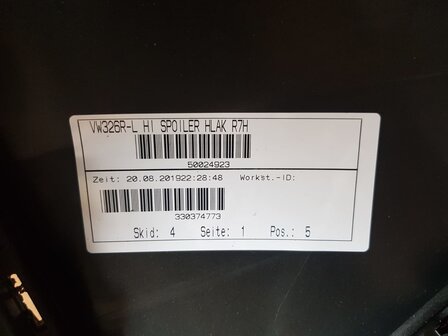 VW326R-L HI SPOILER HLAK R7H
50024923
Zeit: 20.08.201922:28:48 Workst.-ID:
330374773
Skid: 4 Seite: 1 Pos.: 5